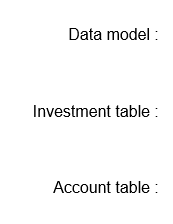 Data model :
Investment table :
Account table :